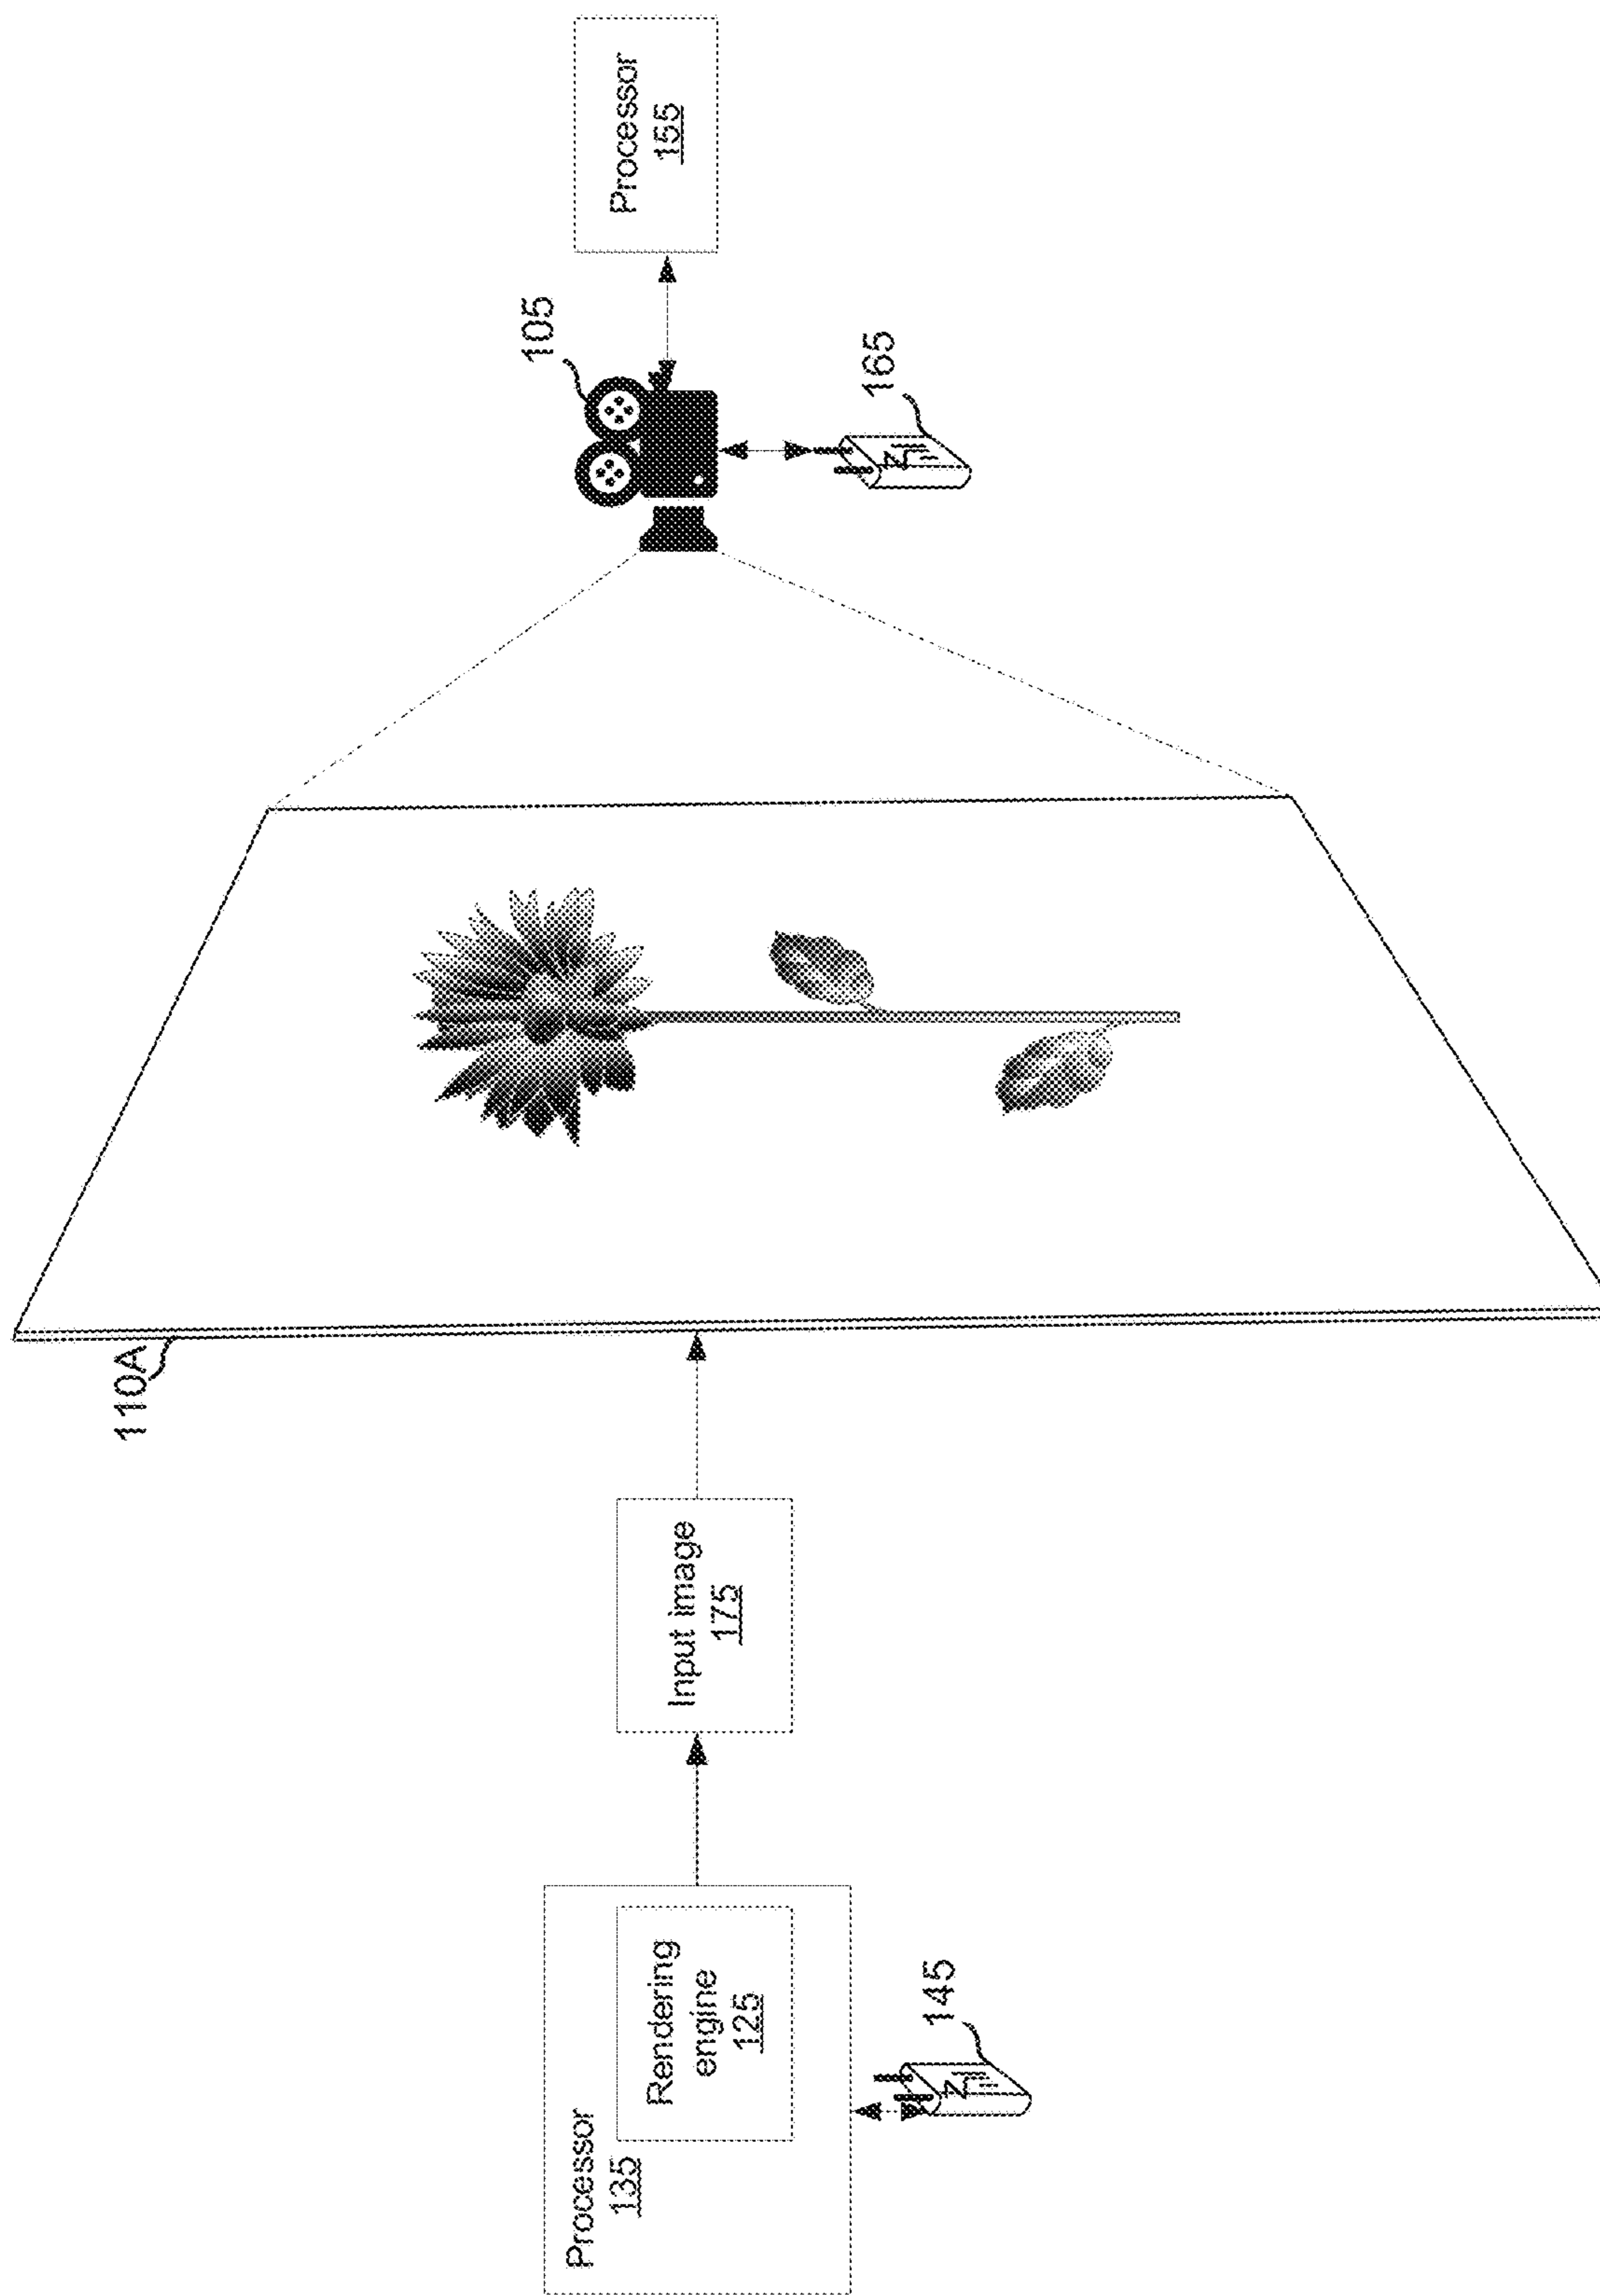 Processor
135
Rendering
engine
125
145
Input image
175
110A
105
165
Processor
155